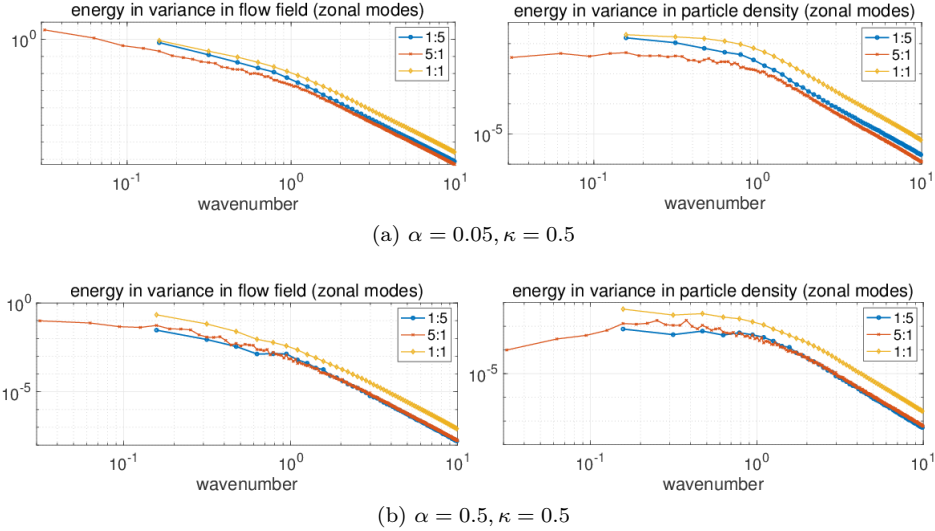 energy in variance in flow field (zonal modes)
10^0
1:5
5:1
1:1
10^-1 10^0 10^1
wavenumber
energy in variance in particle density (zonal modes)
1:5
5:1
1:1
10^-5
10^-1 10^0 10^1
wavenumber
(a) α = 0.05, κ = 0.5
energy in variance in flow field (zonal modes)
10^0
1:5
5:1
1:1
10^-5
10^-1 10^0 10^1
wavenumber
energy in variance in particle density (zonal modes)
1:5
5:1
1:1
10^-5
10^-1 10^0 10^1
wavenumber
(b) α = 0.5, κ = 0.5